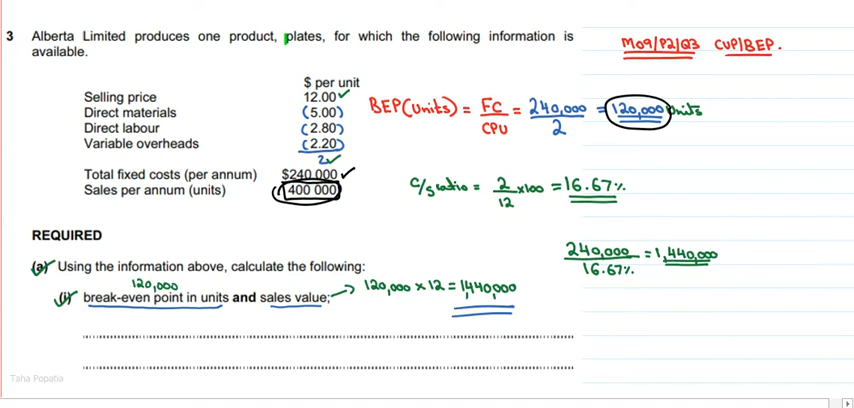 3 Alberta Limited produces one product, plates, for which the following information is
available.
M09/P2/Q3 CVP/BEP.
$ per unit
Selling price 12.00
Direct materials (5.00)
Direct labour (2.80)
Variable overheads (2.20)
2
BEP(Units) = FC/CPU = 240,000/2 = 120,000 units
Total fixed costs (per annum) $240 000
Sales per annum (units) 400 000
C/S ratio = 2/12 x100 = 16.67%
REQUIRED
240,000/16.67% = 1,440,000
(a) Using the information above, calculate the following:
120,000
(i) break-even point in units and sales value; → 120,000 x 12 = 1,440,000
Taha Popatia